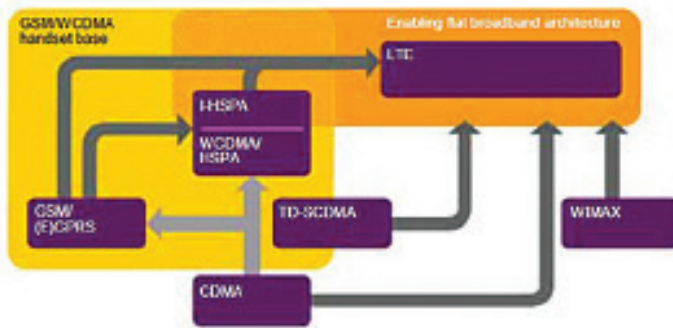 GSM/WCDMA
handset base
Enabling flat broadband architecture
LTE
I-HSPA
WCDMA/
HSPA
GSM/
(E)GPRS
TD-SCDMA
WIMAX
CDMA